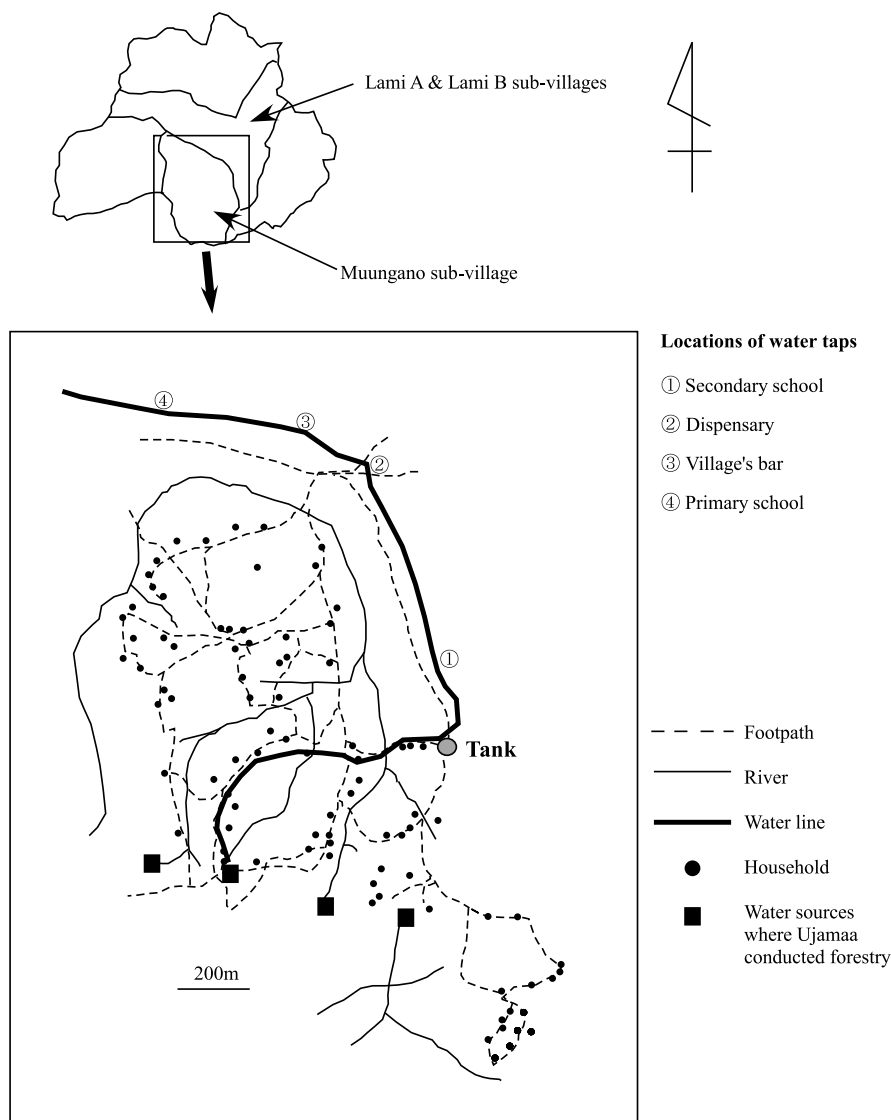 Lami A & Lami B sub-villages
Muungano sub-village
Locations of water taps
① Secondary school
② Dispensary
③ Village's bar
④ Primary school
④
③
②
①
Tank
200m
Footpath
River
Water line
Household
Water sources
where Ujamaa
conducted forestry